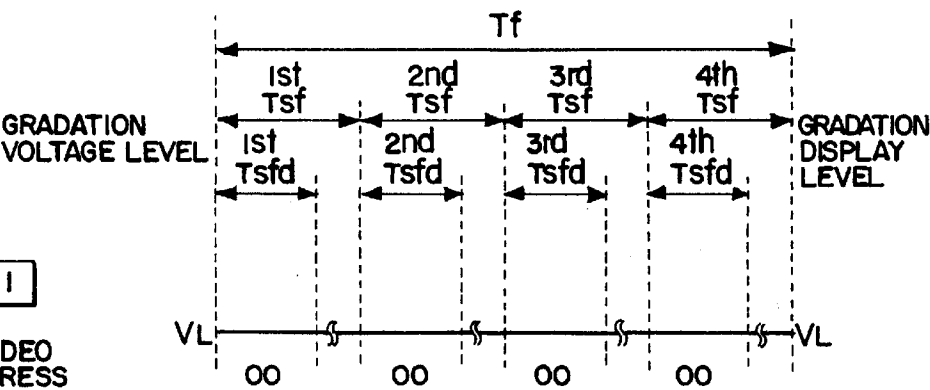 Tf
1st 2nd 3rd 4th
Tsf Tsf Tsf Tsf
GRADATION
VOLTAGE LEVEL
GRADATION
DISPLAY
LEVEL
1st 2nd 3rd 4th
Tsfd Tsfd Tsfd Tsfd
1
VL VL
DEO
RESS
00 00 00 00